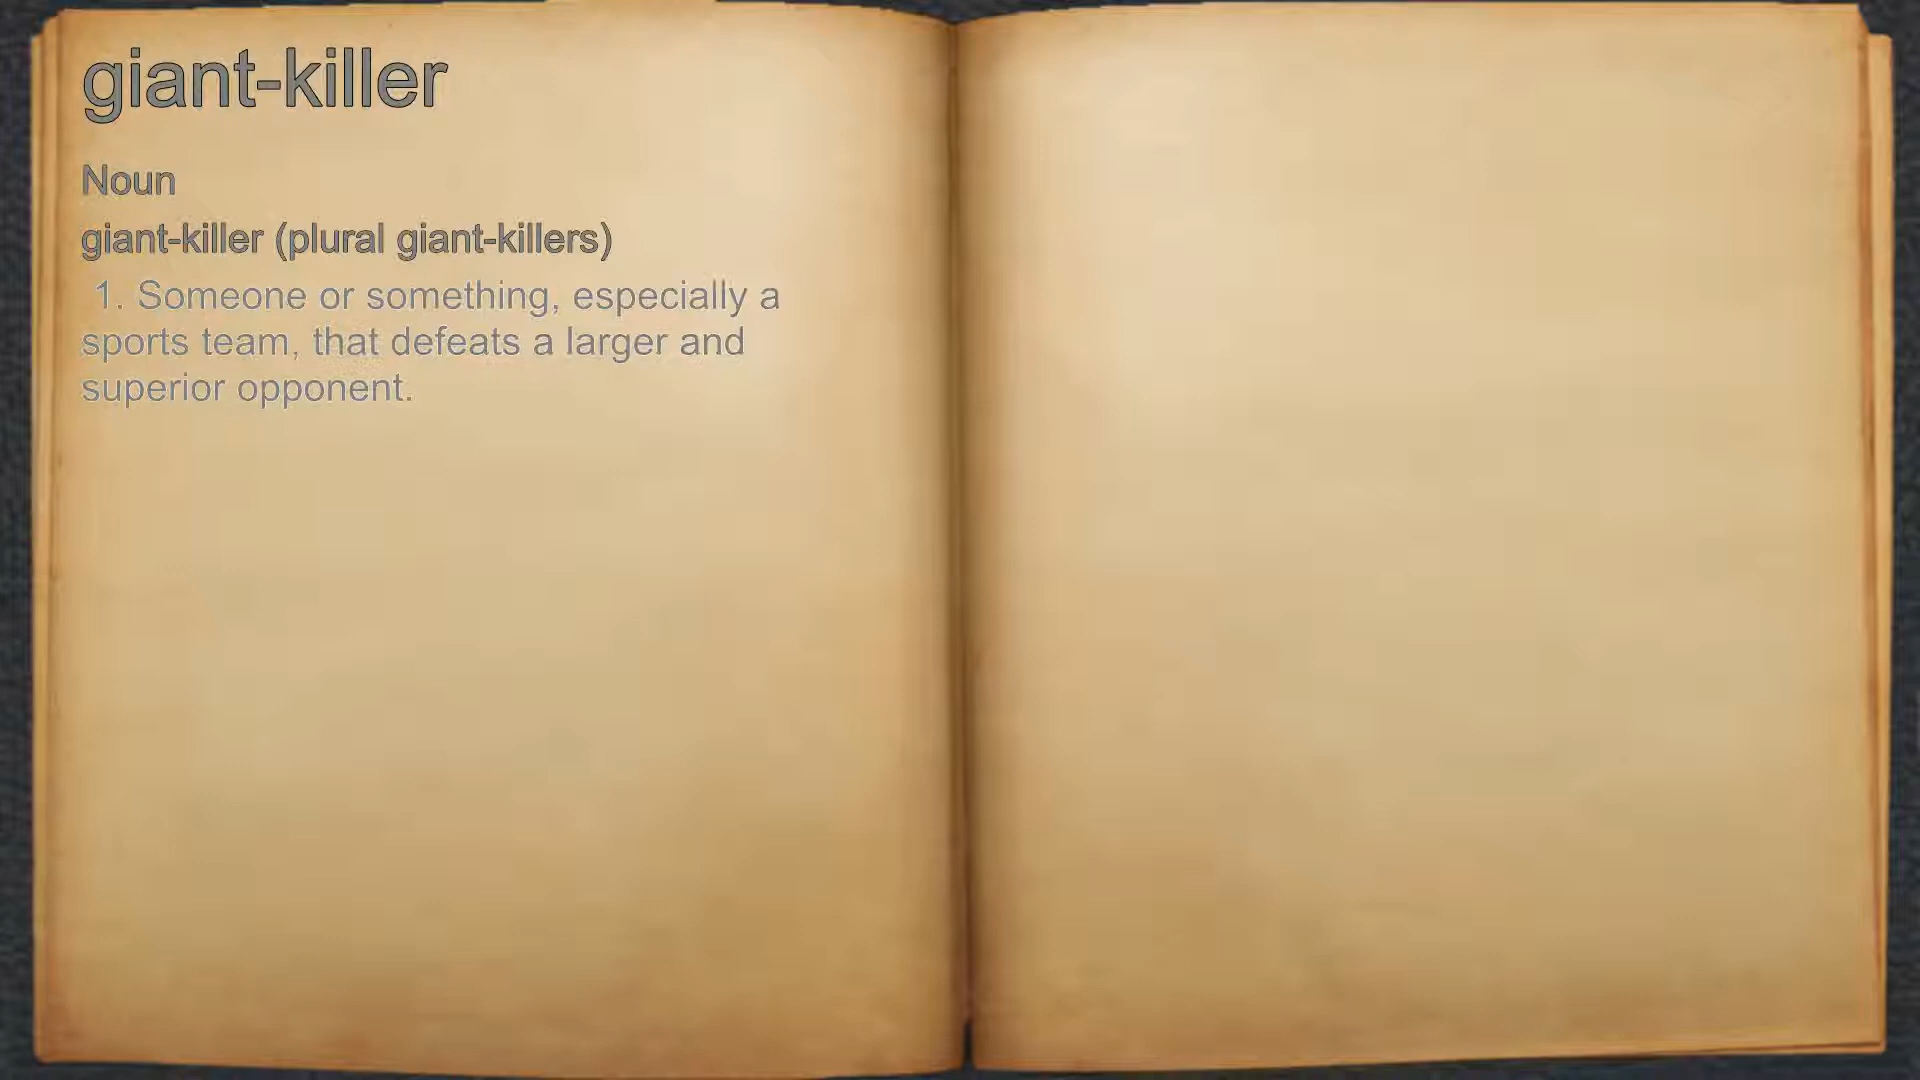 giant-killer
Noun
giant-killer (plural giant-killers)
1. Someone or something, especially a
sports team, that defeats a larger and
superior opponent.